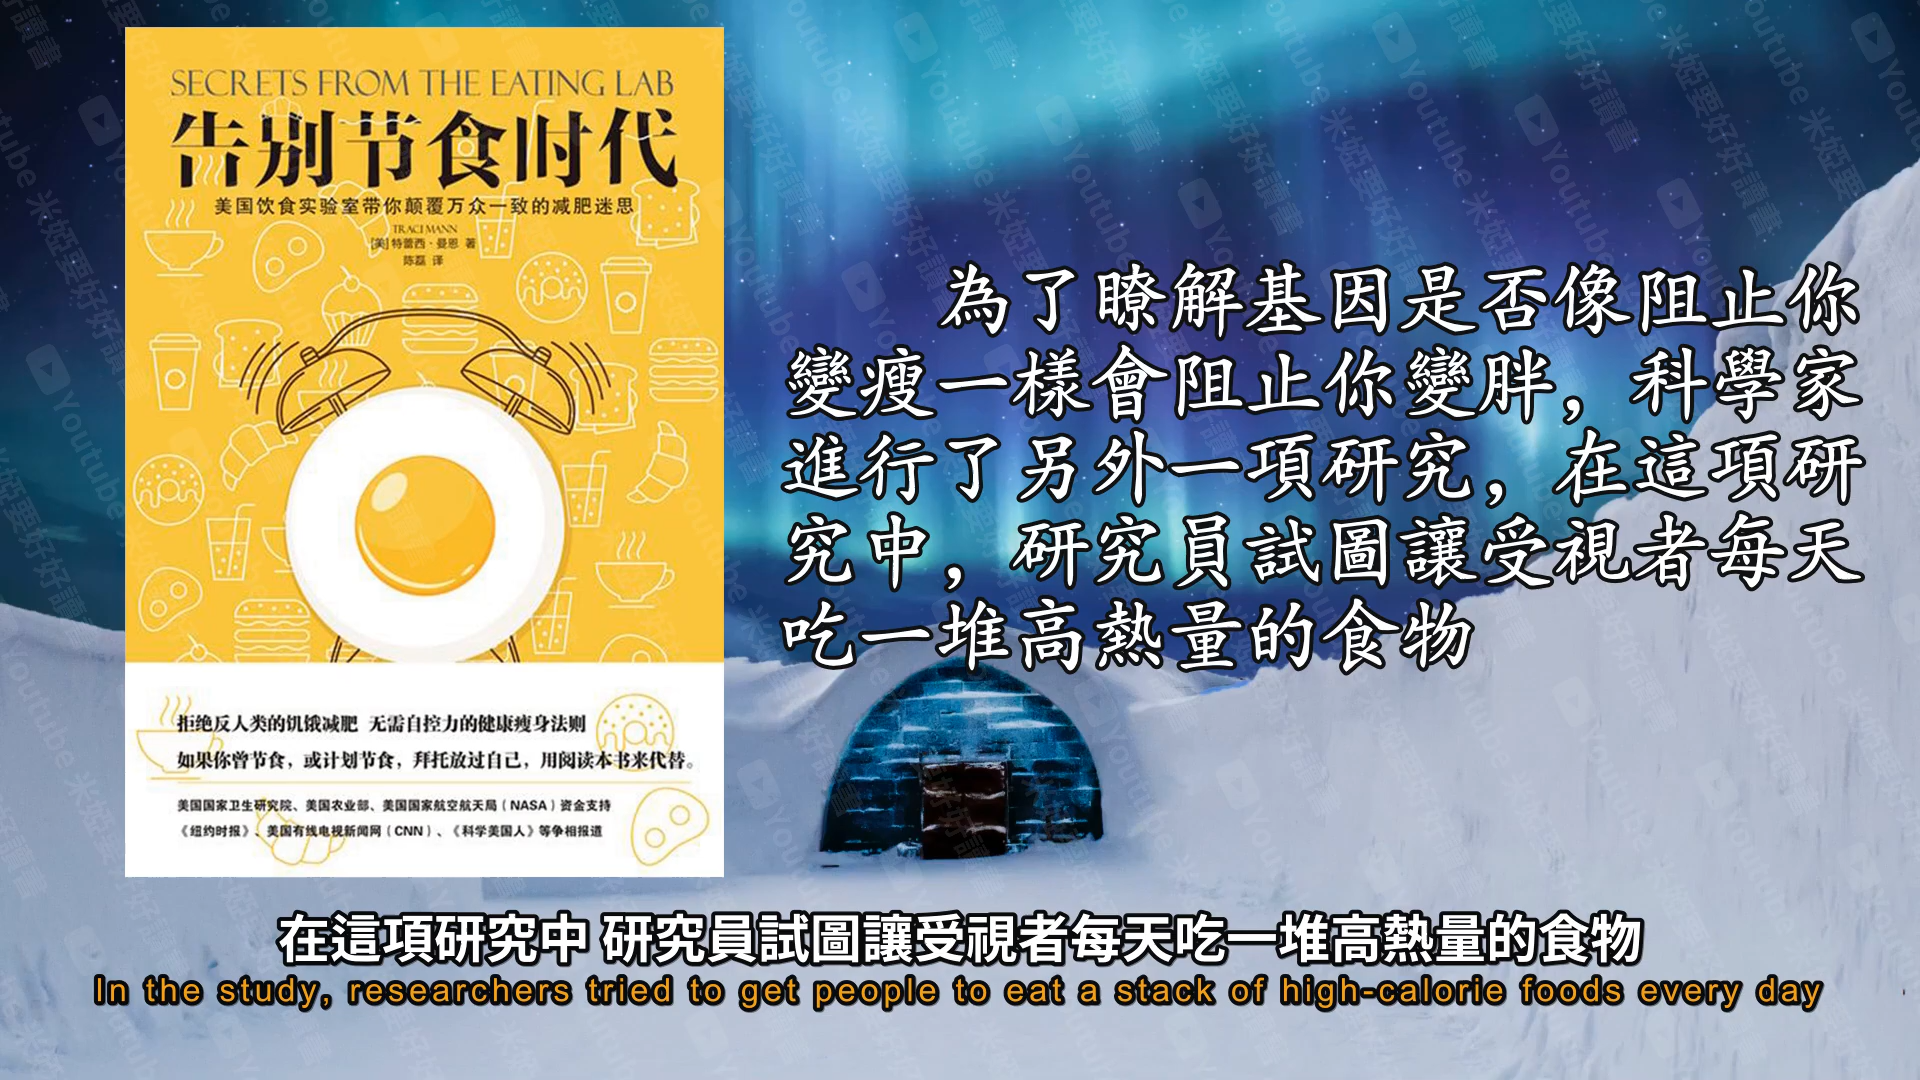 SECRETS FROM THE EATING LAB
告别节食时代
美国饮食实验室带你颠覆万众一致的减肥迷思
TRACI MANN
[美] 特蕾西·曼恩 著
陈磊 译
拒绝反人类的饥饿减肥 无需自控力的健康瘦身法则
如果你曾节食，或计划节食，拜托放过自己，用阅读本书来代替。
美国国家卫生研究院、美国农业部、美国国家航空航天局（NASA）资金支持
《纽约时报》、美国有线电视新闻网（CNN）、《科学美国人》等争相报道
為了瞭解基因是否像阻止你
變瘦一樣會阻止你變胖，科學家
進行了另外一項研究，在這項研
究中，研究員試圖讓受視者每天
吃一堆高熱量的食物
在這項研究中 研究員試圖讓受視者每天吃一堆高熱量的食物
In the study, researchers tried to get people to eat a stack of high-calorie foods every day
Youtube 米婭要好好讀書